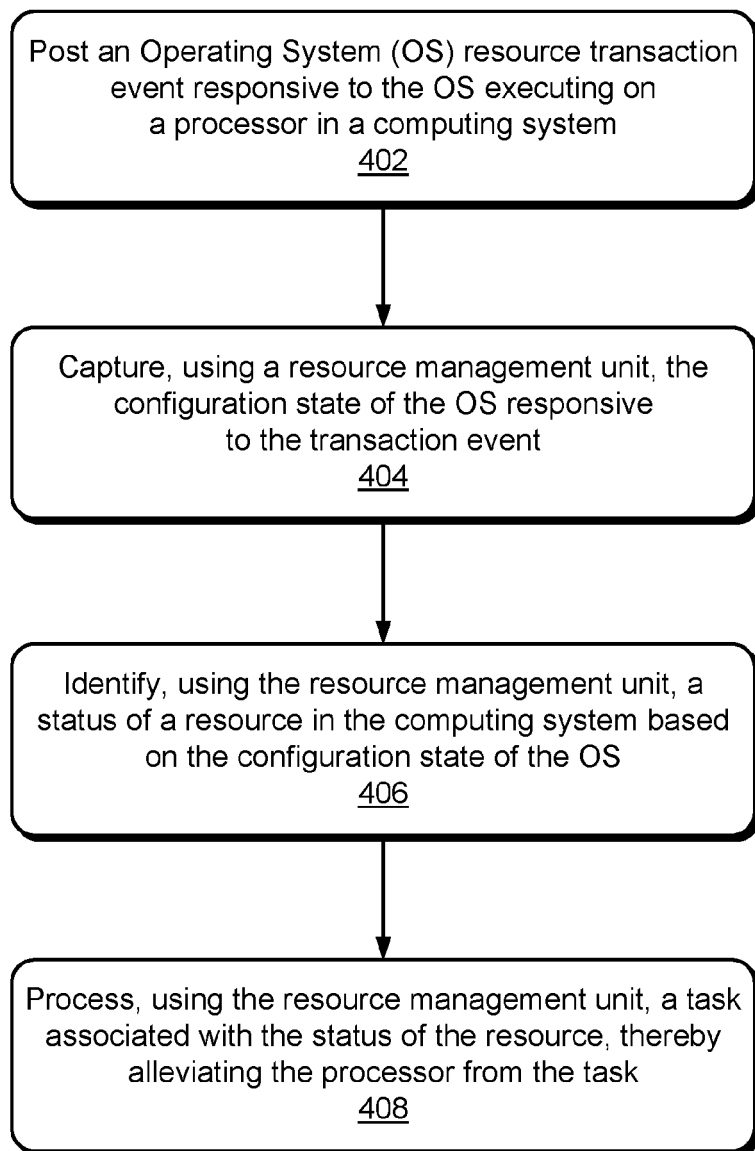 Post an Operating System (OS) resource transaction
event responsive to the OS executing on
a processor in a computing system
402
Capture, using a resource management unit, the
configuration state of the OS responsive
to the transaction event
404
Identify, using the resource management unit, a
status of a resource in the computing system based
on the configuration state of the OS
406
Process, using the resource management unit, a task
associated with the status of the resource, thereby
alleviating the processor from the task
408